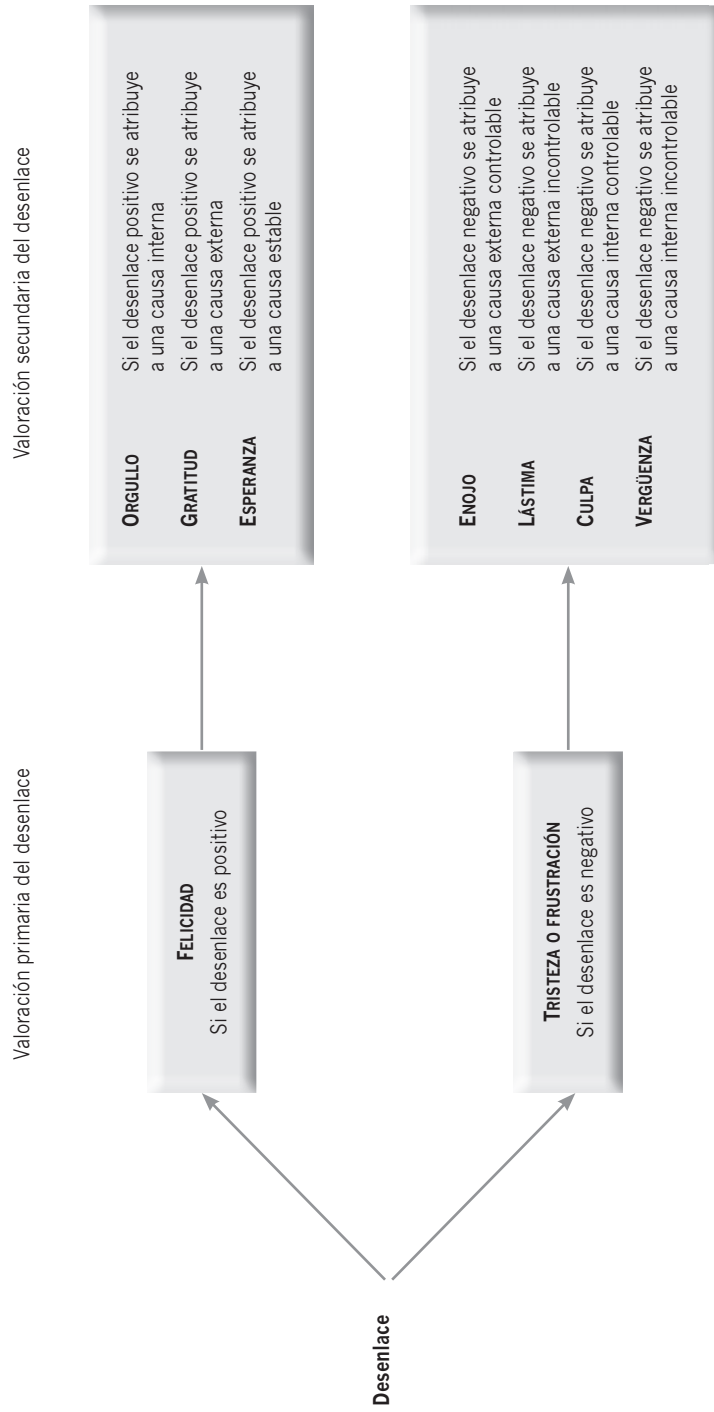 Valoración primaria del desenlace
Valoración secundaria del desenlace
Desenlace
FELICIDAD
Si el desenlace es positivo
TRISTEZA O FRUSTRACIÓN
Si el desenlace es negativo
ORGULLO Si el desenlace positivo se atribuye
a una causa interna
GRATITUD Si el desenlace positivo se atribuye
a una causa externa
ESPERANZA Si el desenlace positivo se atribuye
a una causa estable
ENOJO Si el desenlace negativo se atribuye
a una causa externa controlable
LÁSTIMA Si el desenlace negativo se atribuye
a una causa externa incontrolable
CULPA Si el desenlace negativo se atribuye
a una causa interna controlable
VERGÜENZA Si el desenlace negativo se atribuye
a una causa interna incontrolable